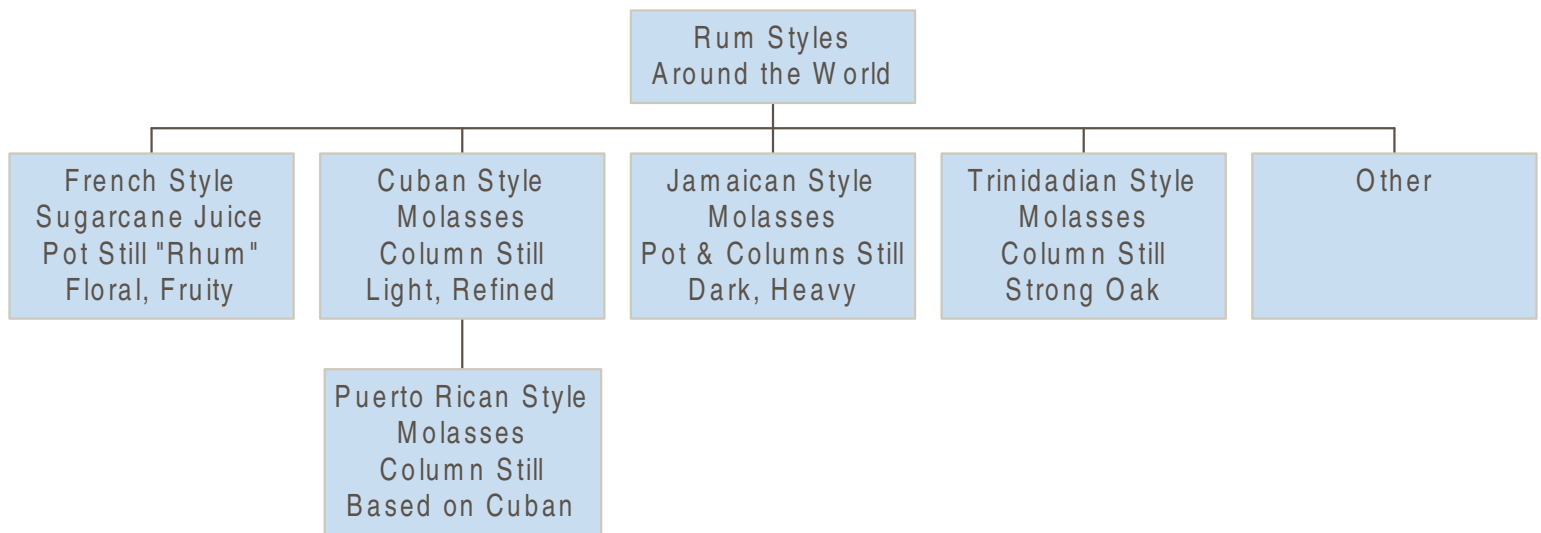 Rum Styles
Around the World
French Style
Sugarcane Juice
Pot Still "Rhum"
Floral, Fruity
Cuban Style
Molasses
Column Still
Light, Refined
Jamaican Style
Molasses
Pot & Columns Still
Dark, Heavy
Trinidadian Style
Molasses
Column Still
Strong Oak
Other
Puerto Rican Style
Molasses
Column Still
Based on Cuban